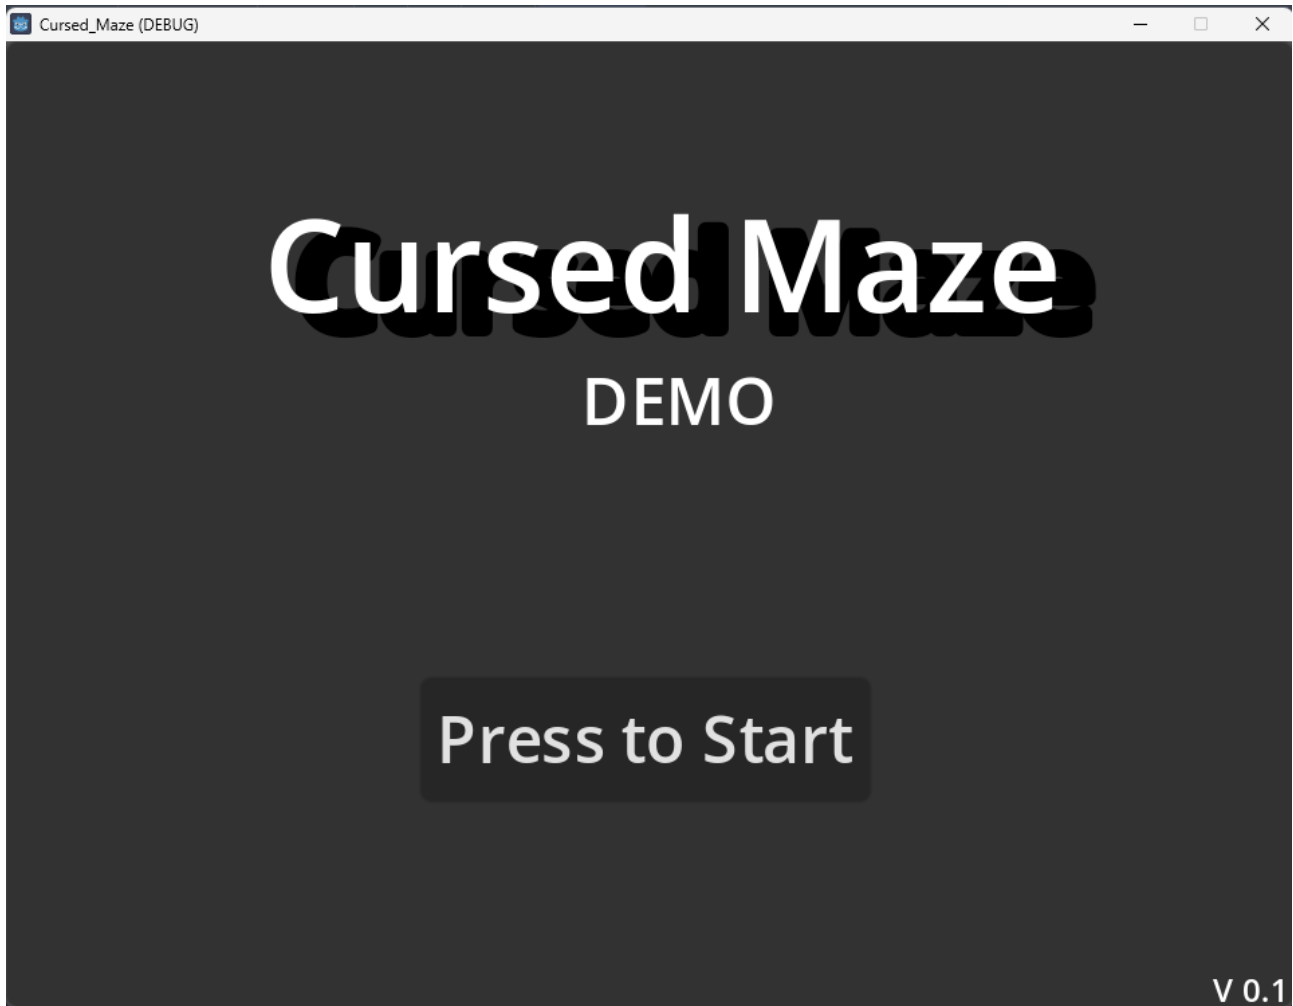 Cursed_Maze (DEBUG)
Cursed Maze
DEMO
Press to Start
V 0.1